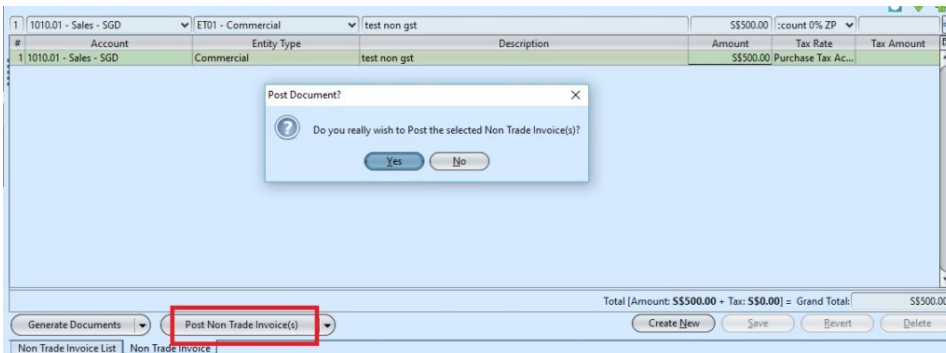 1 1010.01 - Sales - SGD ET01 - Commercial test non gst S$500.00 :count 0% ZP
# Account Entity Type Description Amount Tax Rate Tax Amount
1 1010.01 - Sales - SGD Commercial test non gst S$500.00 Purchase Tax Ac...
Post Document?
Do you really wish to Post the selected Non Trade Invoice(s)?
Yes No
Total [Amount: S$500.00 + Tax: S$0.00] = Grand Total: S$500.00
Generate Documents Post Non Trade Invoice(s) Create New Save Revert Delete
Non Trade Invoice List Non Trade Invoice